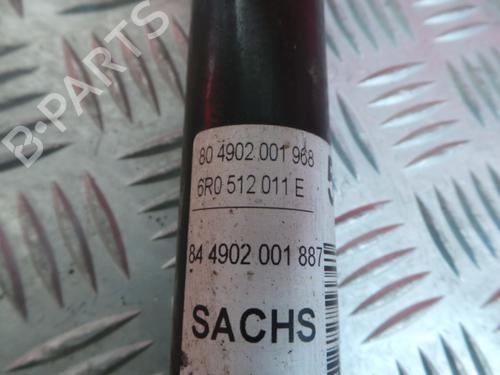 80 4902 001 968
6R0 512 011 E
84 4902 001 887
SACHS
B-PARTS